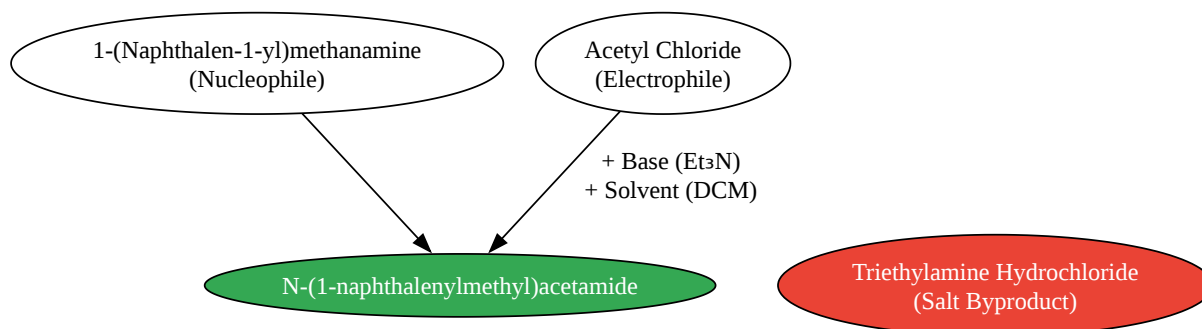 1-(Naphthalen-1-yl)methanamine
(Nucleophile)
Acetyl Chloride
(Electrophile)
+ Base (Et₃N)
+ Solvent (DCM)
N-(1-naphthalenylmethyl)acetamide
Triethylamine Hydrochloride
(Salt Byproduct)